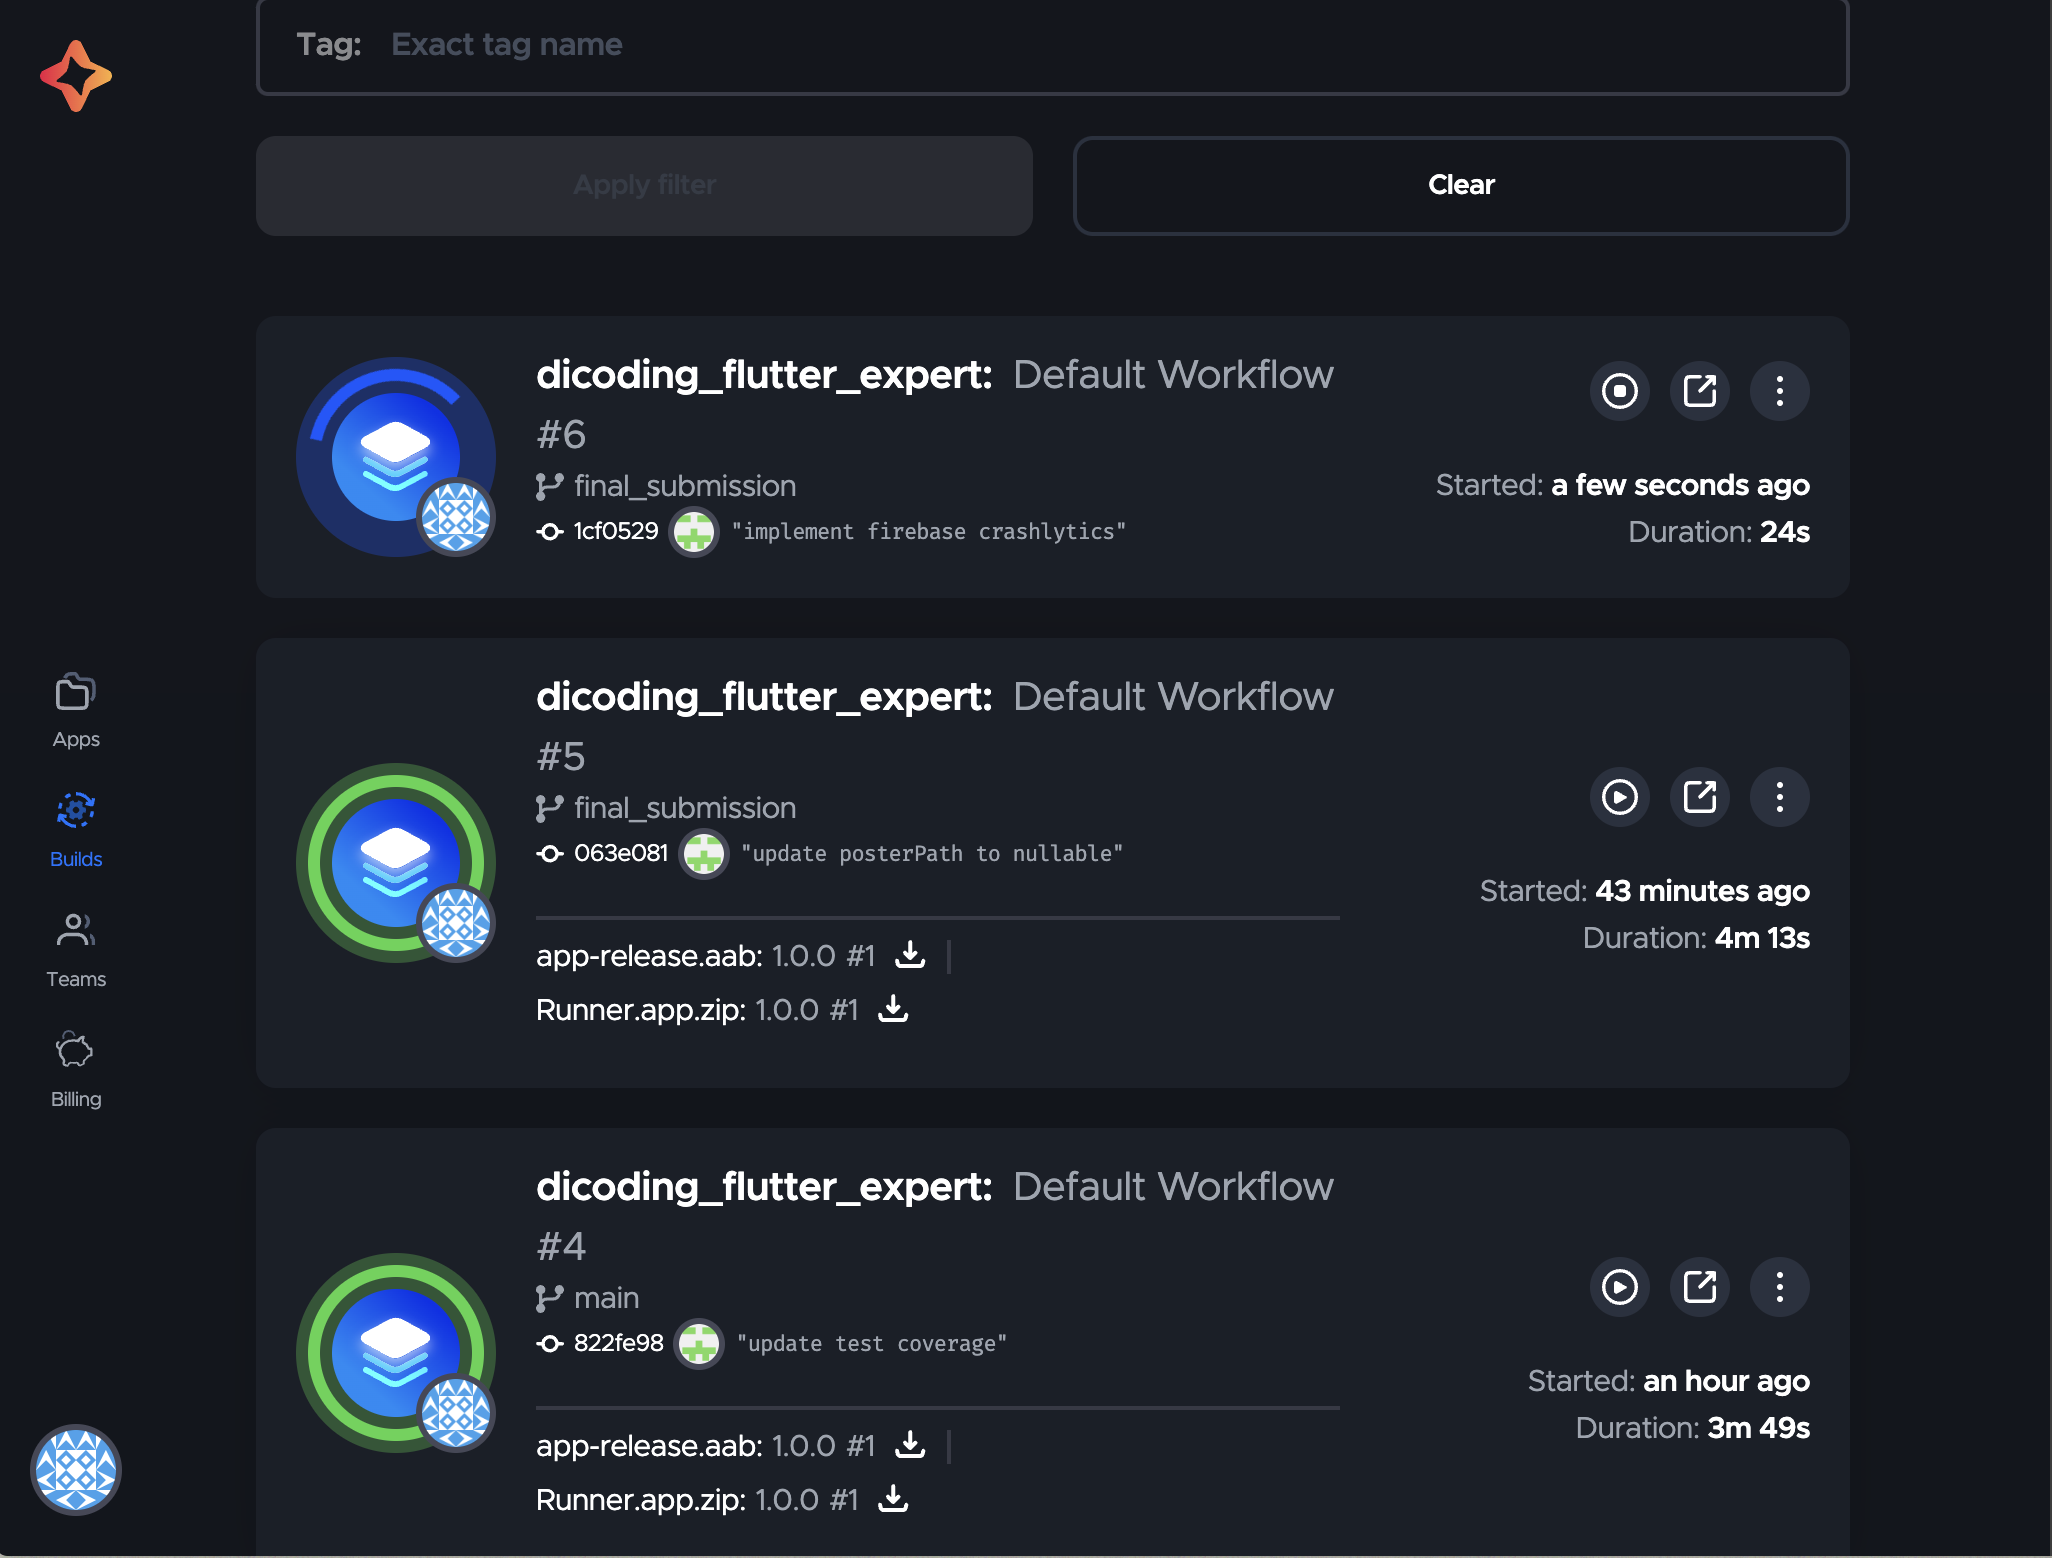 Tag: Exact tag name
Apply filter
Clear
dicoding_flutter_expert: Default Workflow
#6
final_submission
1cf0529 "implement firebase crashlytics"
Started: a few seconds ago
Duration: 24s
dicoding_flutter_expert: Default Workflow
#5
final_submission
063e081 "update posterPath to nullable"
app-release.aab: 1.0.0 #1
Runner.app.zip: 1.0.0 #1
Started: 43 minutes ago
Duration: 4m 13s
dicoding_flutter_expert: Default Workflow
#4
main
822fe98 "update test coverage"
app-release.aab: 1.0.0 #1
Runner.app.zip: 1.0.0 #1
Started: an hour ago
Duration: 3m 49s
Apps
Builds
Teams
Billing